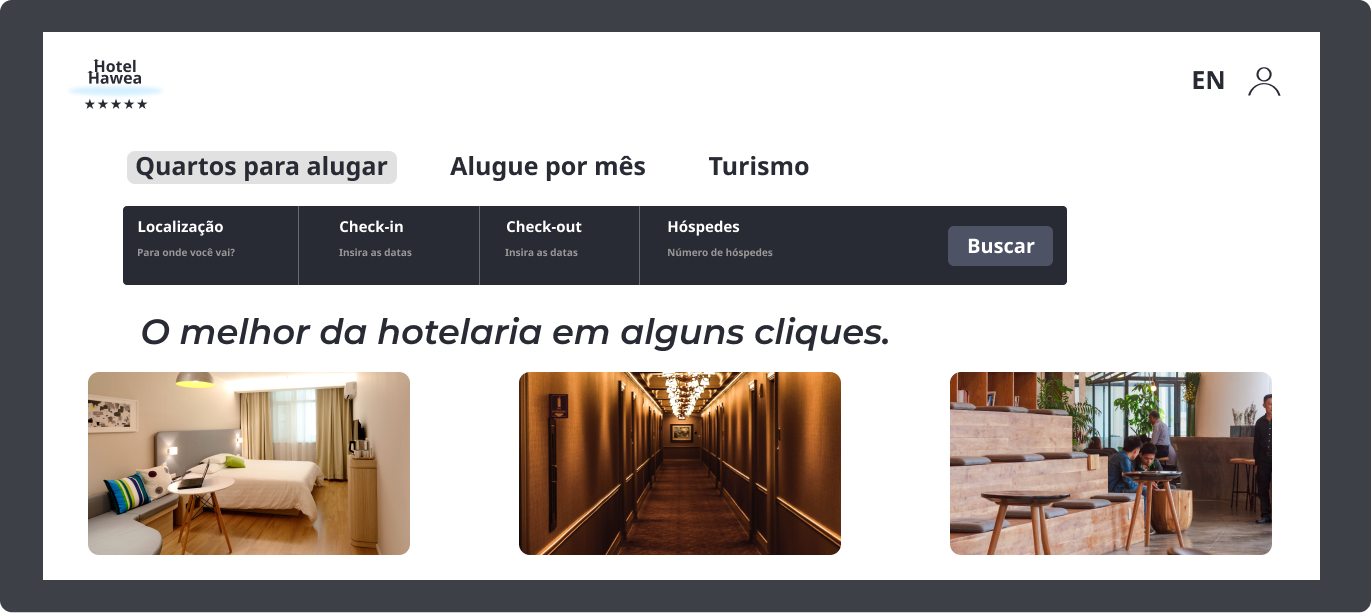 Hotel
Hawea
★★★★★
EN
Quartos para alugar
Alugue por mês
Turismo
Localização
Para onde você vai?
Check-in
Insira as datas
Check-out
Insira as datas
Hóspedes
Número de hóspedes
Buscar
O melhor da hotelaria em alguns cliques.